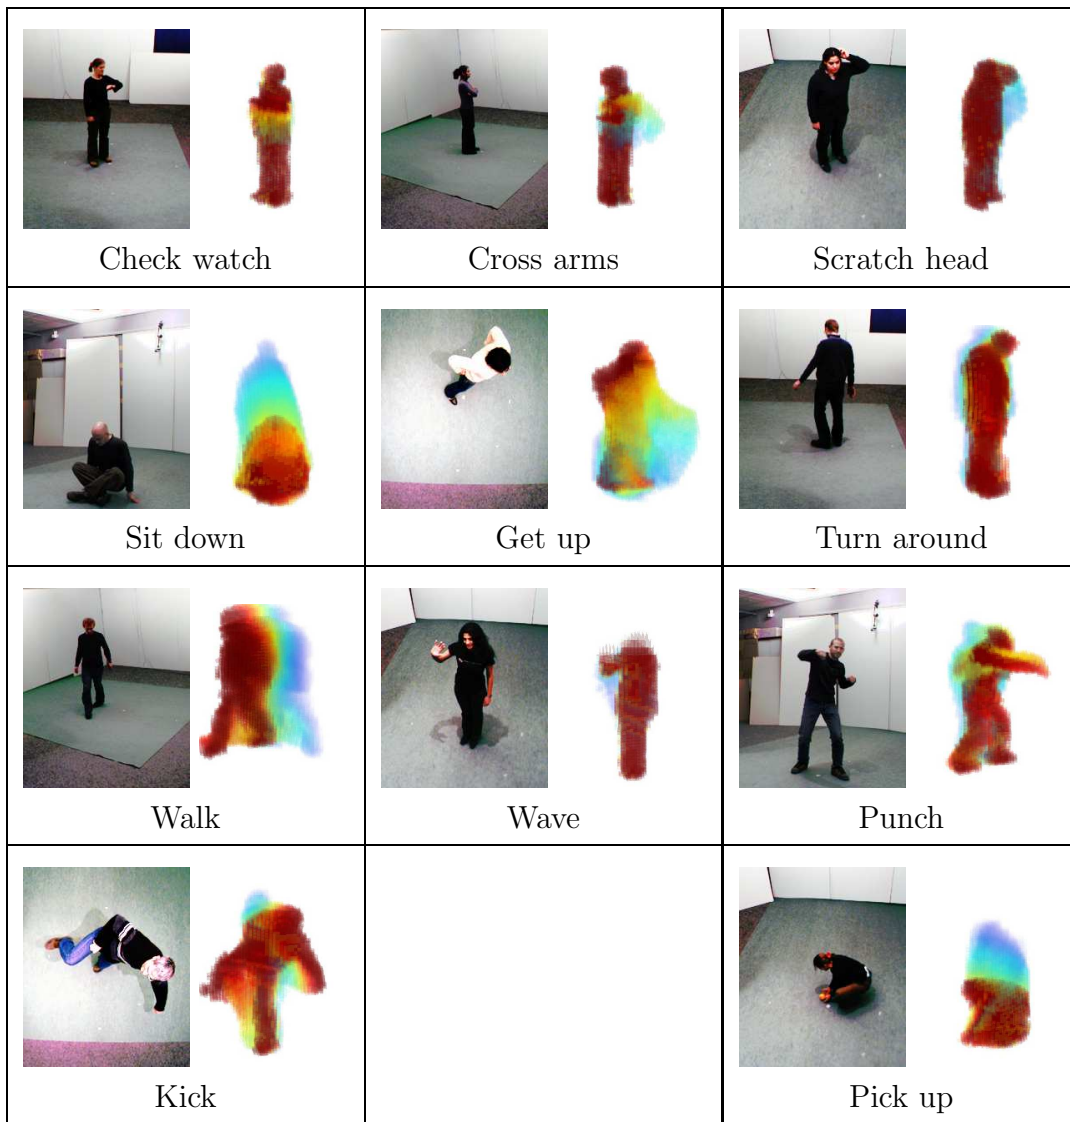 Check watch
Cross arms
Scratch head
Sit down
Get up
Turn around
Walk
Wave
Punch
Kick
Pick up